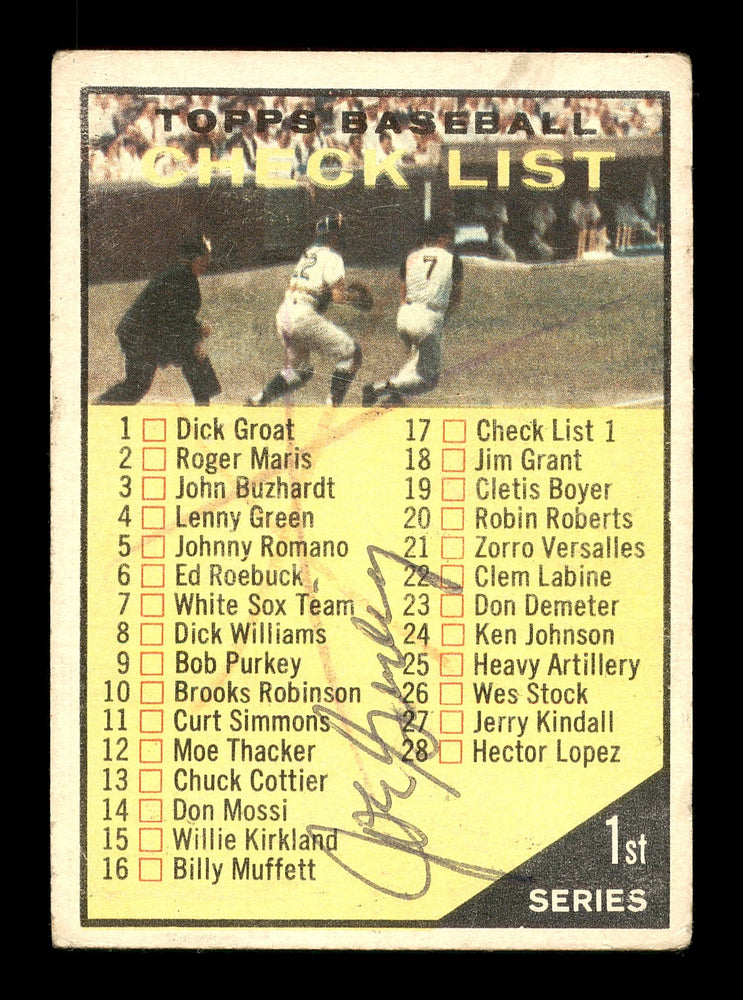 TOPPS BASEBALL
CHECK LIST
12
7
1 Dick Groat
2 Roger Maris
3 John Buzhardt
4 Lenny Green
5 Johnny Romano
6 Ed Roebuck
7 White Sox Team
8 Dick Williams
9 Bob Purkey
10 Brooks Robinson
11 Curt Simmons
12 Moe Thacker
13 Chuck Cottier
14 Don Mossi
15 Willie Kirkland
16 Billy Muffett
17 Check List 1
18 Jim Grant
19 Cletis Boyer
20 Robin Roberts
21 Zorro Versalles
22 Clem Labine
23 Don Demeter
24 Ken Johnson
25 Heavy Artillery
26 Wes Stock
27 Jerry Kindall
28 Hector Lopez
Joe
1st
SERIES